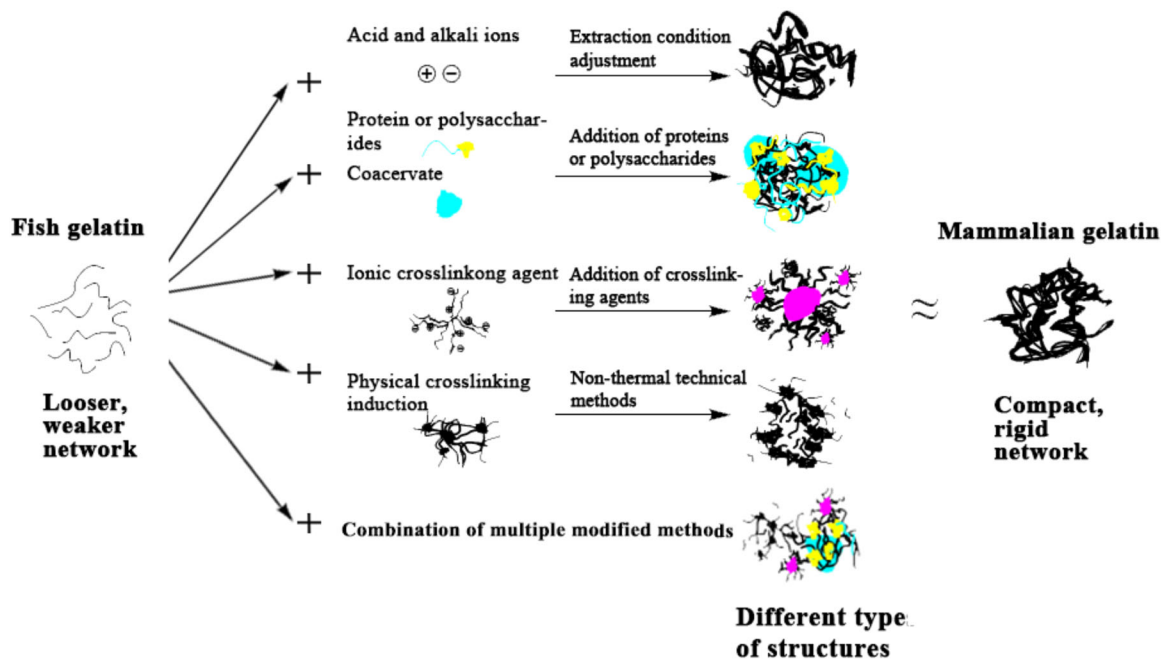 Acid and alkali ions
Extraction condition
adjustment
+
⊕ ⊖
Protein or polysacchar-
ides
Addition of proteins
or polysaccharides
+
Coacervate
Fish gelatin
Mammalian gelatin
+
Ionic crosslinkong agent
Addition of crosslink-
ing agents
≈
+
Physical crosslinking
induction
Non-thermal technical
methods
Looser,
weaker
network
Compact,
rigid
network
+
Combination of multiple modified methods
Different type
of structures